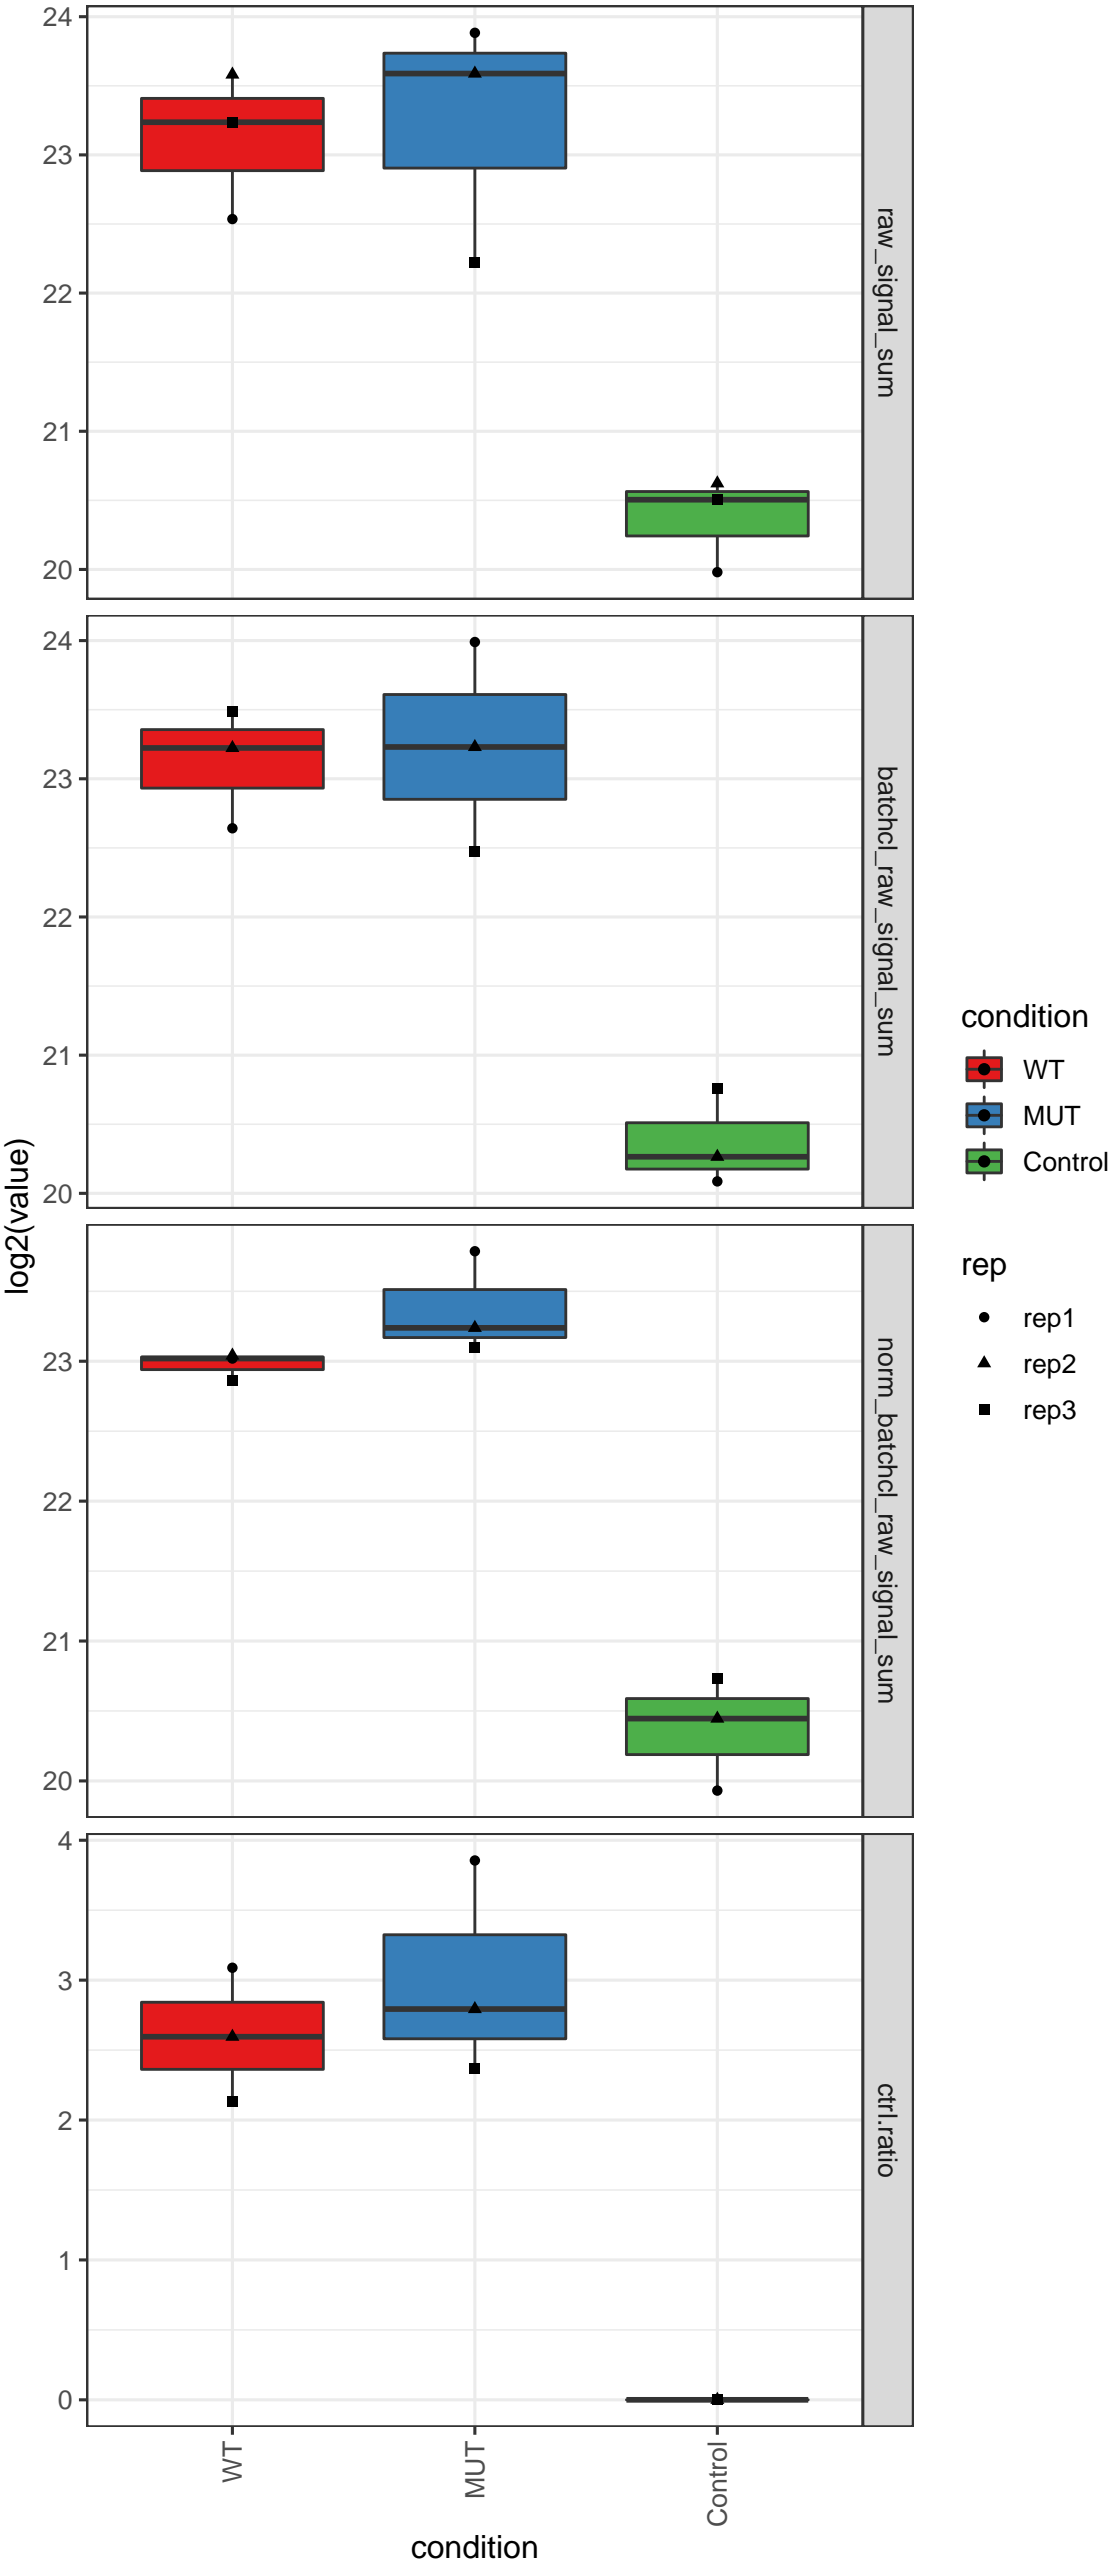 24
23
22
21
20
raw_signal_sum
24
23
22
21
20
batchcl_raw_signal_sum
23
22
21
20
norm_batchcl_raw_signal_sum
4
3
2
1
0
ctrl.ratio
log2(value)
WT
MUT
Control
condition
condition
WT
MUT
Control
rep
rep1
rep2
rep3